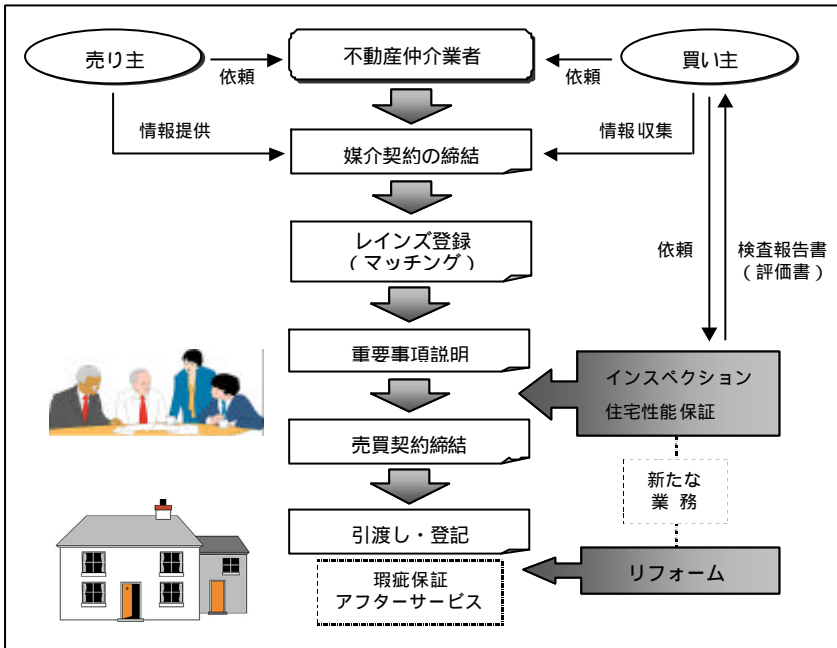 売り主
不動産仲介業者
買い主
依頼
依頼
情報提供
情報収集
媒介契約の締結
レインズ登録
(マッチング)
依頼
検査報告書
(評価書)
重要事項説明
インスペクション
住宅性能保証
売買契約締結
新たな
業 務
引渡し・登記
リフォーム
瑕疵保証
アフターサービス